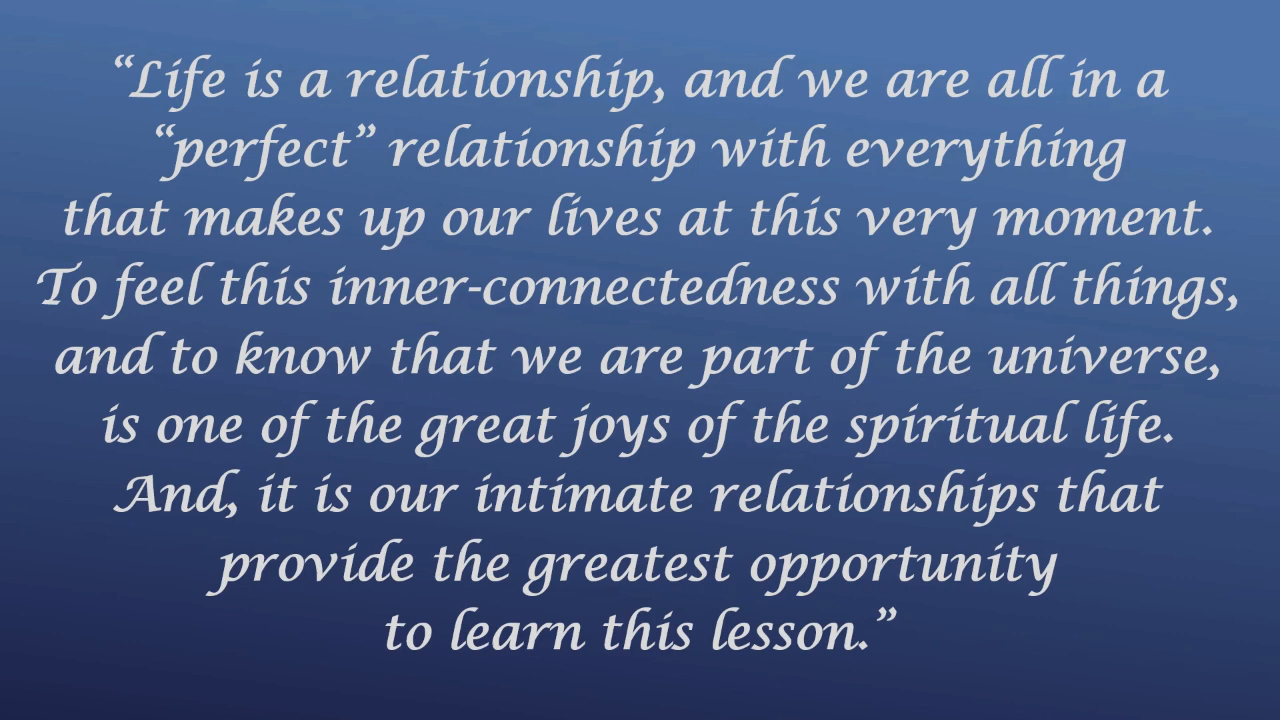 “Life is a relationship, and we are all in a
“perfect” relationship with everything
that makes up our lives at this very moment.
To feel this inner-connectedness with all things,
and to know that we are part of the universe,
is one of the great joys of the spiritual life.
And, it is our intimate relationships that
provide the greatest opportunity
to learn this lesson.”